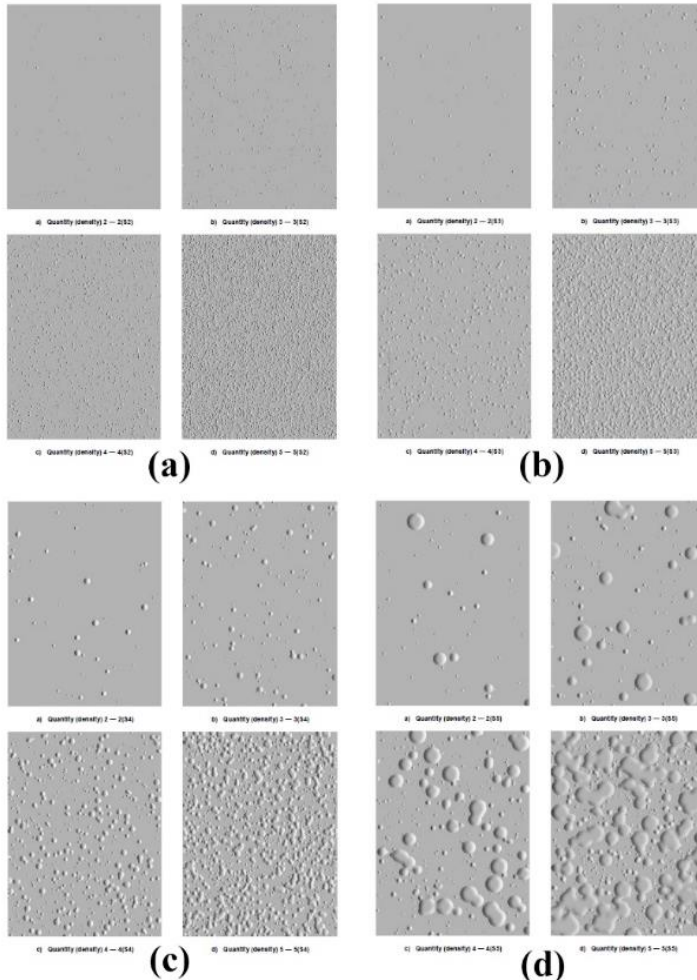 a) Quantity (density) 2 — 2(S2)
b) Quantity (density) 3 — 3(S2)
a) Quantity (density) 2 — 2(S3)
b) Quantity (density) 3 — 3(S3)
c) Quantity (density) 4 — 4(S2)
d) Quantity (density) 5 — 5(S2)
c) Quantity (density) 4 — 4(S3)
d) Quantity (density) 5 — 5(S3)
(a)
(b)
a) Quantity (density) 2 — 2(S4)
b) Quantity (density) 3 — 3(S4)
a) Quantity (density) 2 — 2(S5)
b) Quantity (density) 3 — 3(S5)
c) Quantity (density) 4 — 4(S4)
d) Quantity (density) 5 — 5(S4)
c) Quantity (density) 4 — 4(S5)
d) Quantity (density) 5 — 5(S5)
(c)
(d)